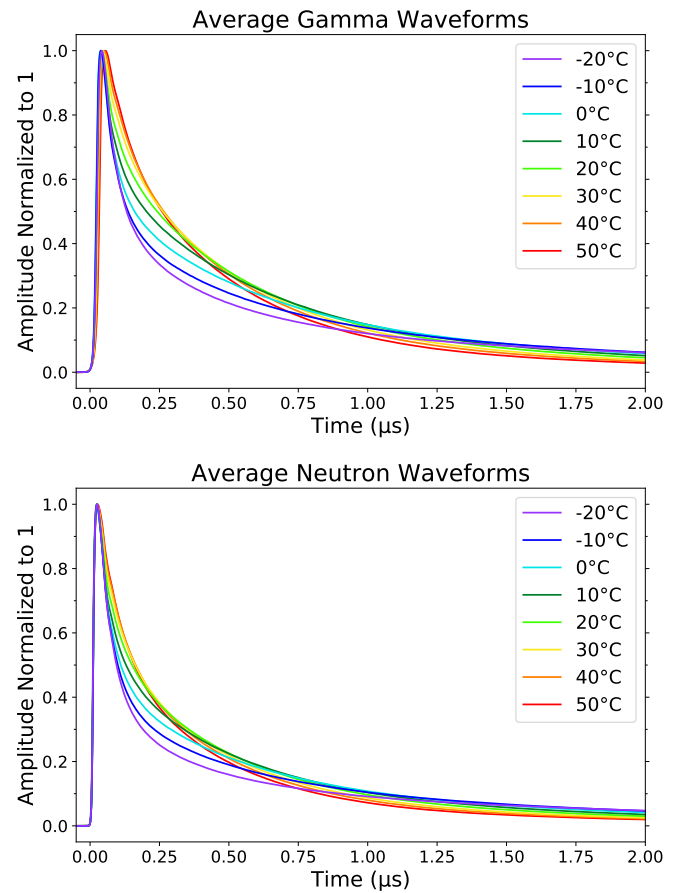 Average Gamma Waveforms
Amplitude Normalized to 1
1.0
0.8
0.6
0.4
0.2
0.0
-20°C
-10°C
0°C
10°C
20°C
30°C
40°C
50°C
0.00 0.25 0.50 0.75 1.00 1.25 1.50 1.75 2.00
Time (μs)
Average Neutron Waveforms
Amplitude Normalized to 1
1.0
0.8
0.6
0.4
0.2
0.0
-20°C
-10°C
0°C
10°C
20°C
30°C
40°C
50°C
0.00 0.25 0.50 0.75 1.00 1.25 1.50 1.75 2.00
Time (μs)